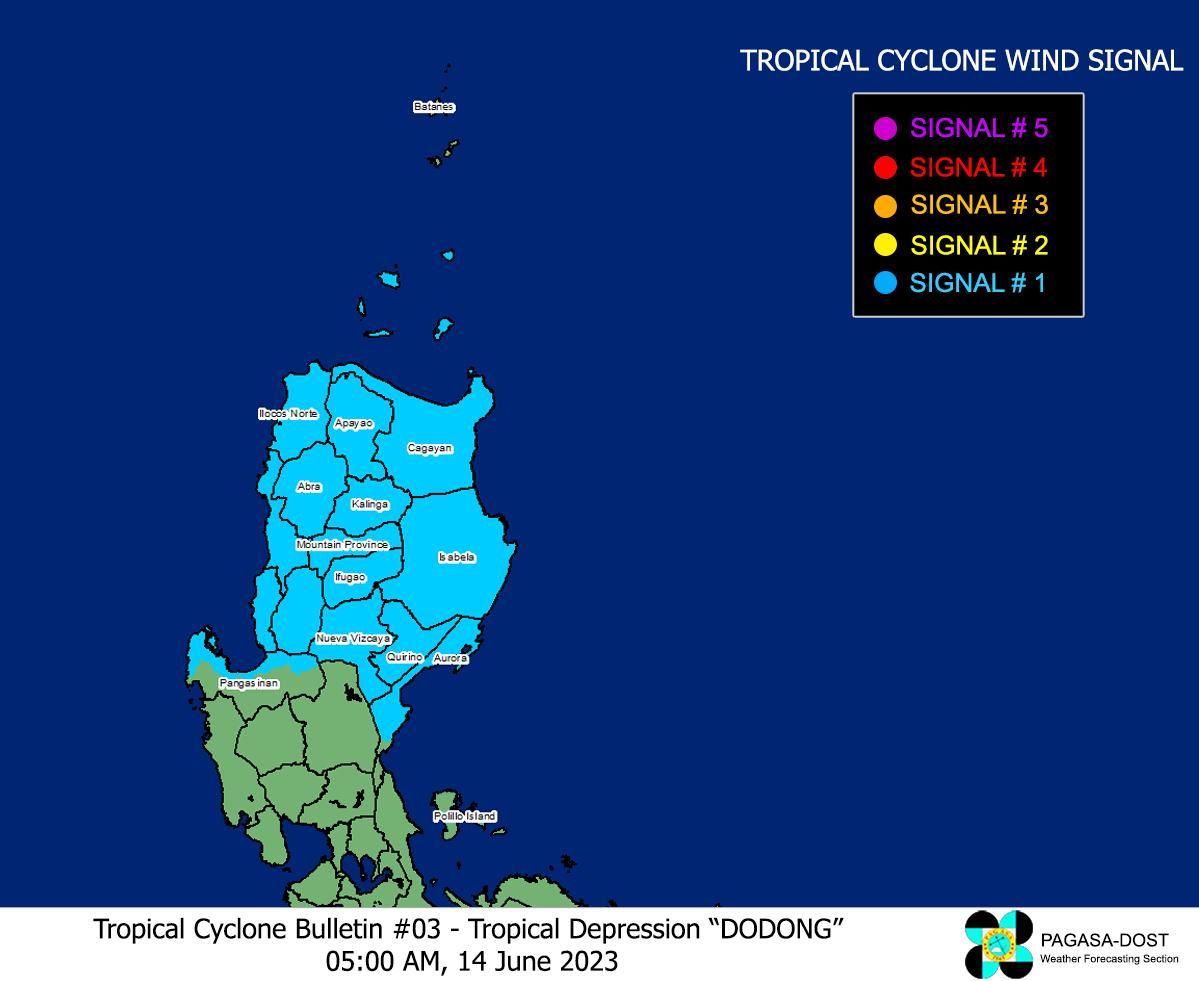 TROPICAL CYCLONE WIND SIGNAL
SIGNAL # 5
SIGNAL # 4
SIGNAL # 3
SIGNAL # 2
SIGNAL # 1
Batanes
Ilocos Norte
Apayao
Cagayan
Abra
Kalinga
Mountain Province
Isabela
Ifugao
Nueva Vizcaya
Quirino
Aurora
Pangasinan
Polillo Island
Tropical Cyclone Bulletin #03 - Tropical Depression “DODONG”
05:00 AM, 14 June 2023
PAGASA-DOST
Weather Forecasting Section